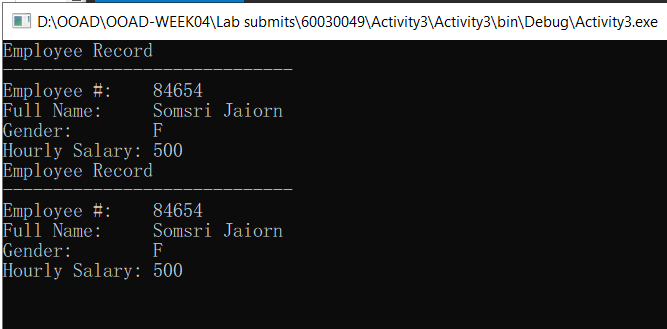 D:\OOAD\OOAD-WEEK04\Lab submits\60030049\Activity3\Activity3\bin\Debug\Activity3.exe
Employee Record
-----------------------------
Employee #:    84654
Full Name:     Somsri Jaiorn
Gender:        F
Hourly Salary: 500
Employee Record
-----------------------------
Employee #:    84654
Full Name:     Somsri Jaiorn
Gender:        F
Hourly Salary: 500